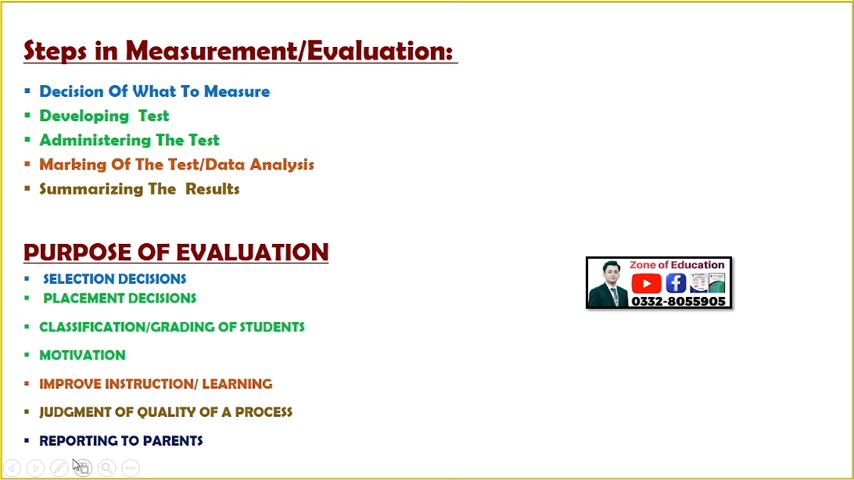 Steps in Measurement/Evaluation:
Decision Of What To Measure
Developing Test
Administering The Test
Marking Of The Test/Data Analysis
Summarizing The Results
PURPOSE OF EVALUATION
SELECTION DECISIONS
PLACEMENT DECISIONS
CLASSIFICATION/GRADING OF STUDENTS
MOTIVATION
IMPROVE INSTRUCTION/ LEARNING
JUDGMENT OF QUALITY OF A PROCESS
REPORTING TO PARENTS
Zone of Education
0332-8055905